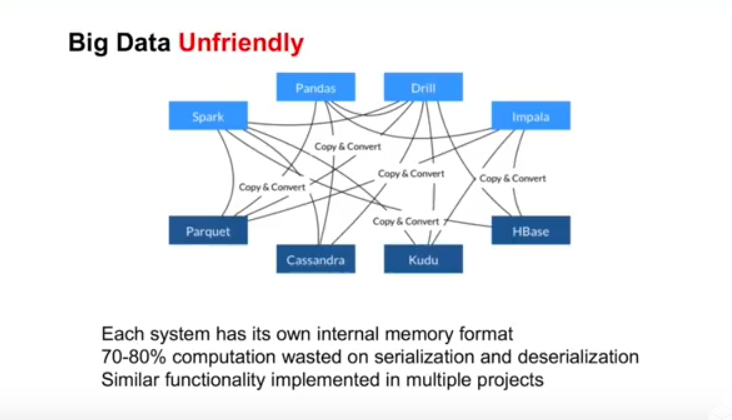 Big Data Unfriendly
Pandas
Drill
Spark
Impala
Copy & Convert
Copy & Convert
Copy & Convert
Copy & Convert
Copy & Convert
Parquet
HBase
Cassandra
Kudu
Each system has its own internal memory format
70-80% computation wasted on serialization and deserialization
Similar functionality implemented in multiple projects